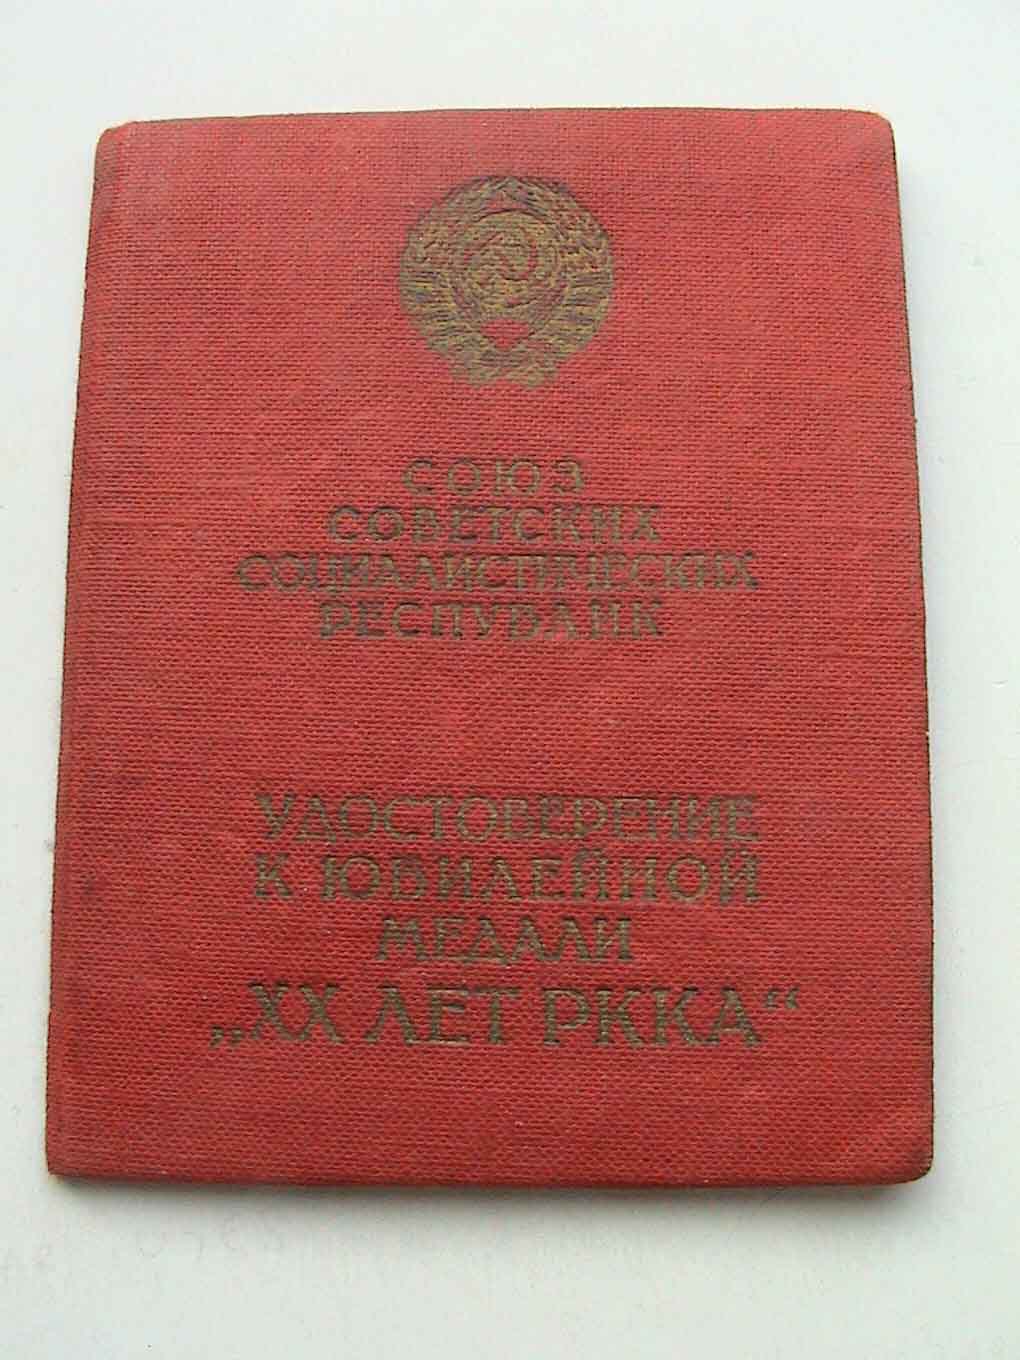 СОЮЗ
СОВЕТСКИХ
СОЦИАЛИСТИЧЕСКИХ
РЕСПУБЛИК
УДОСТОВЕРЕНИЕ
К ЮБИЛЕЙНОЙ
МЕДАЛИ
„XX ЛЕТ РККА“